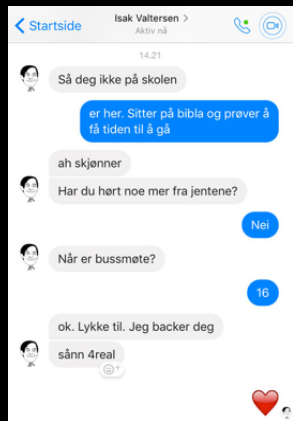 Startside
Isak Valtersen >
Aktiv nå
14.21
Så deg ikke på skolen
er her. Sitter på bibla og prøver å
få tiden til å gå
ah skjønner
Har du hørt noe mer fra jentene?
Nei
Når er bussmøte?
16
ok. Lykke til. Jeg backer deg
sånn 4real